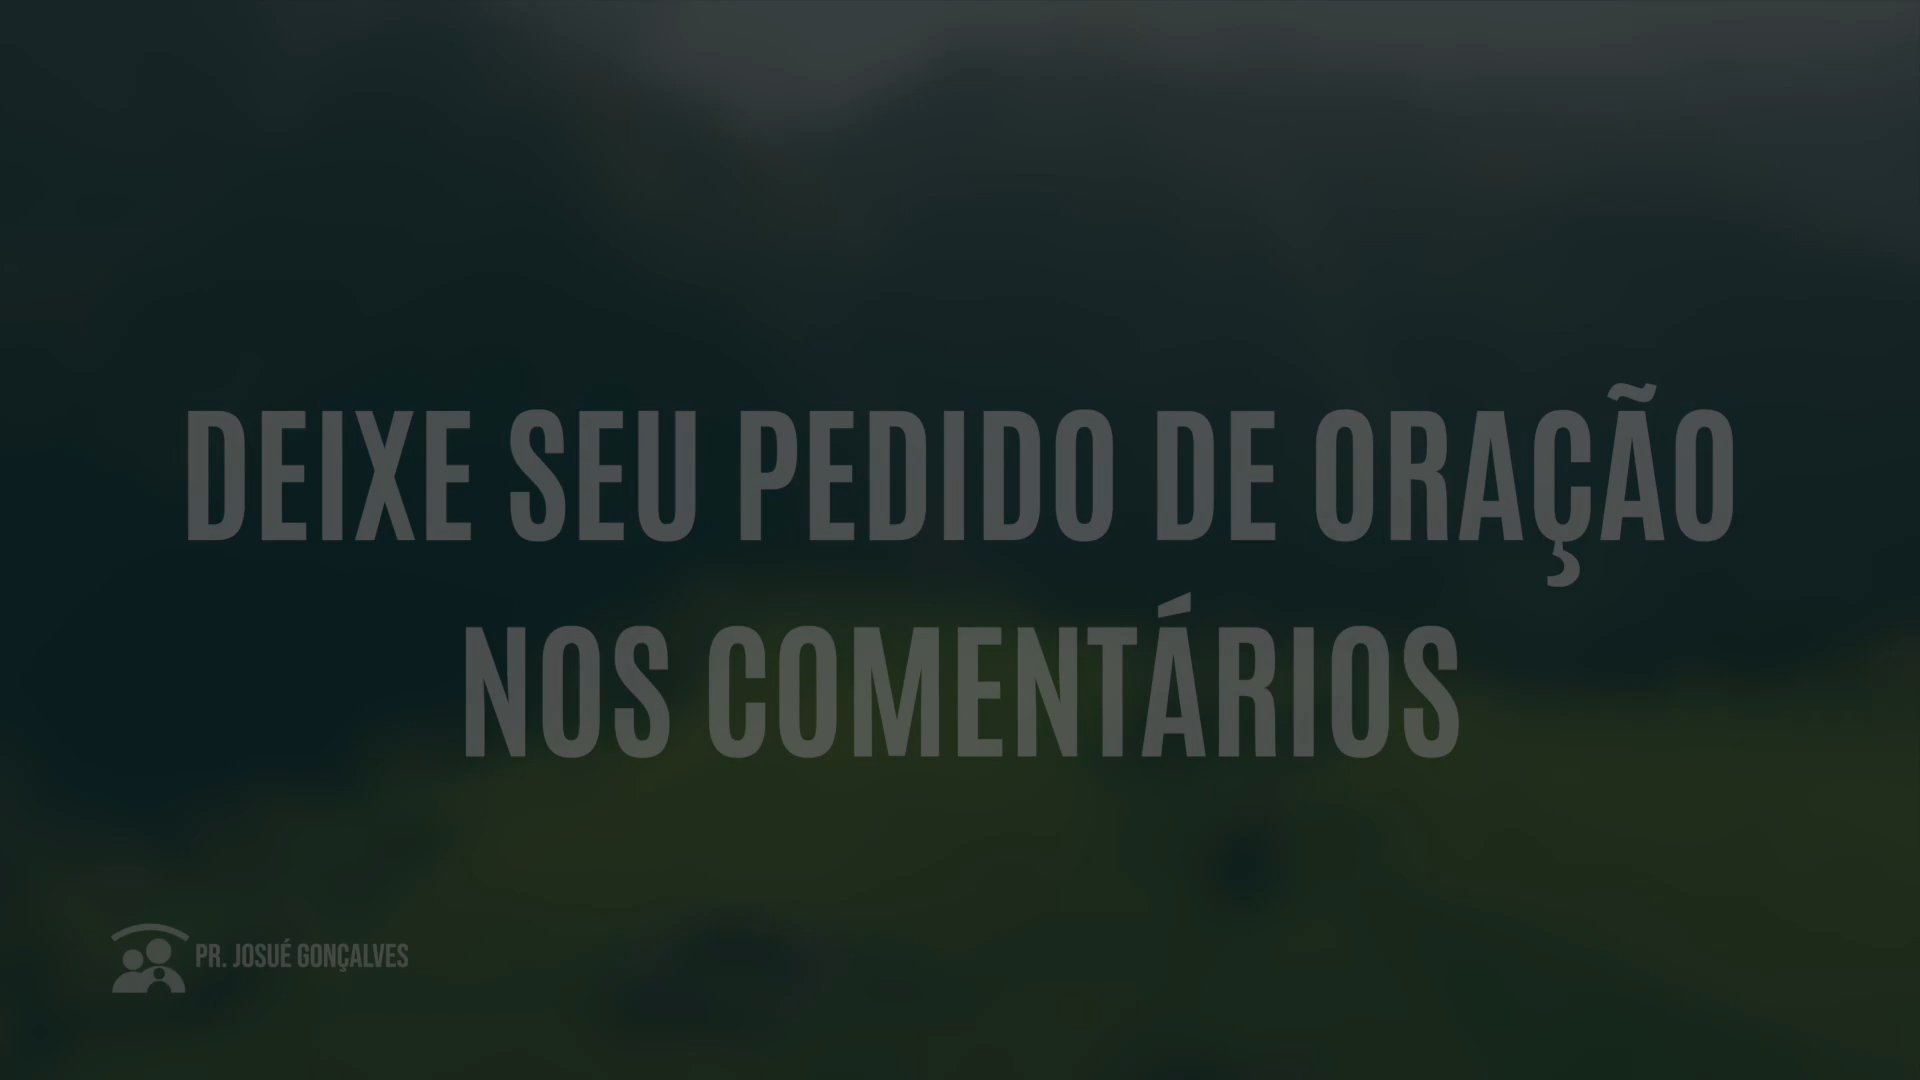 DEIXE SEU PEDIDO DE ORAÇÃO
NOS COMENTÁRIOS
PR. JOSUÉ GONÇALVES